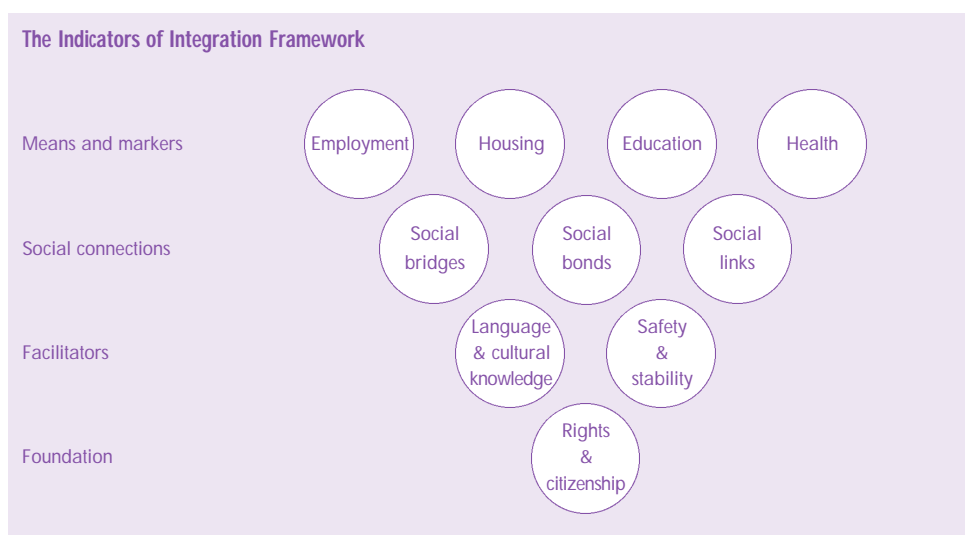 The Indicators of Integration Framework
Means and markers
Employment
Housing
Education
Health
Social connections
Social
bridges
Social
bonds
Social
links
Facilitators
Language
& cultural
knowledge
Safety
&
stability
Foundation
Rights
&
citizenship